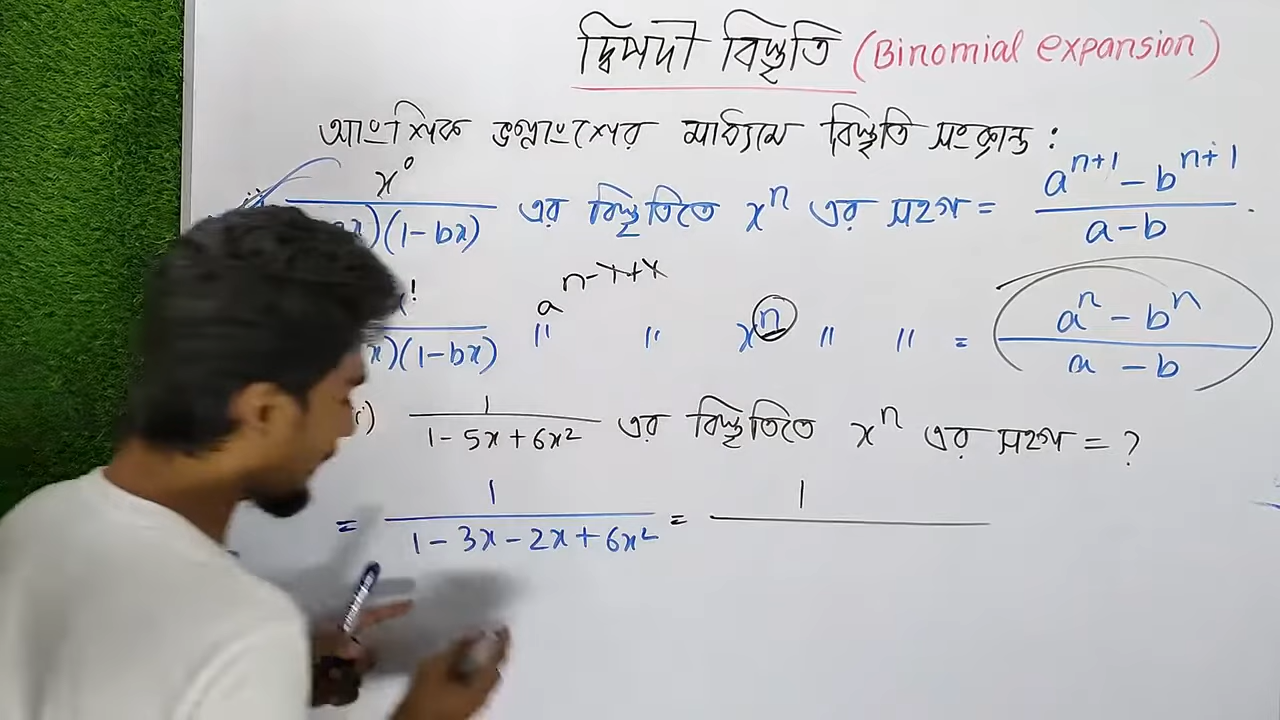 দ্বিপদী বিস্তৃতি (Binomial expansion)
আংশিক ভগ্নাংশের মাধ্যমে বিস্তৃতি সংক্রান্ত :
x⁰ / x)(1-bx) এর বিস্তৃতিতে xⁿ এর সহগ = (aⁿ⁺¹ - bⁿ⁺¹) / (a-b) .
a^(n-1+1)
x)(1-bx) " " xⁿ " " = (aⁿ - bⁿ) / (a - b)
1 / (1-5x+6x²) এর বিস্তৃতিতে xⁿ এর সহগ = ?
= 1 / (1-3x-2x+6x²) = 1 /